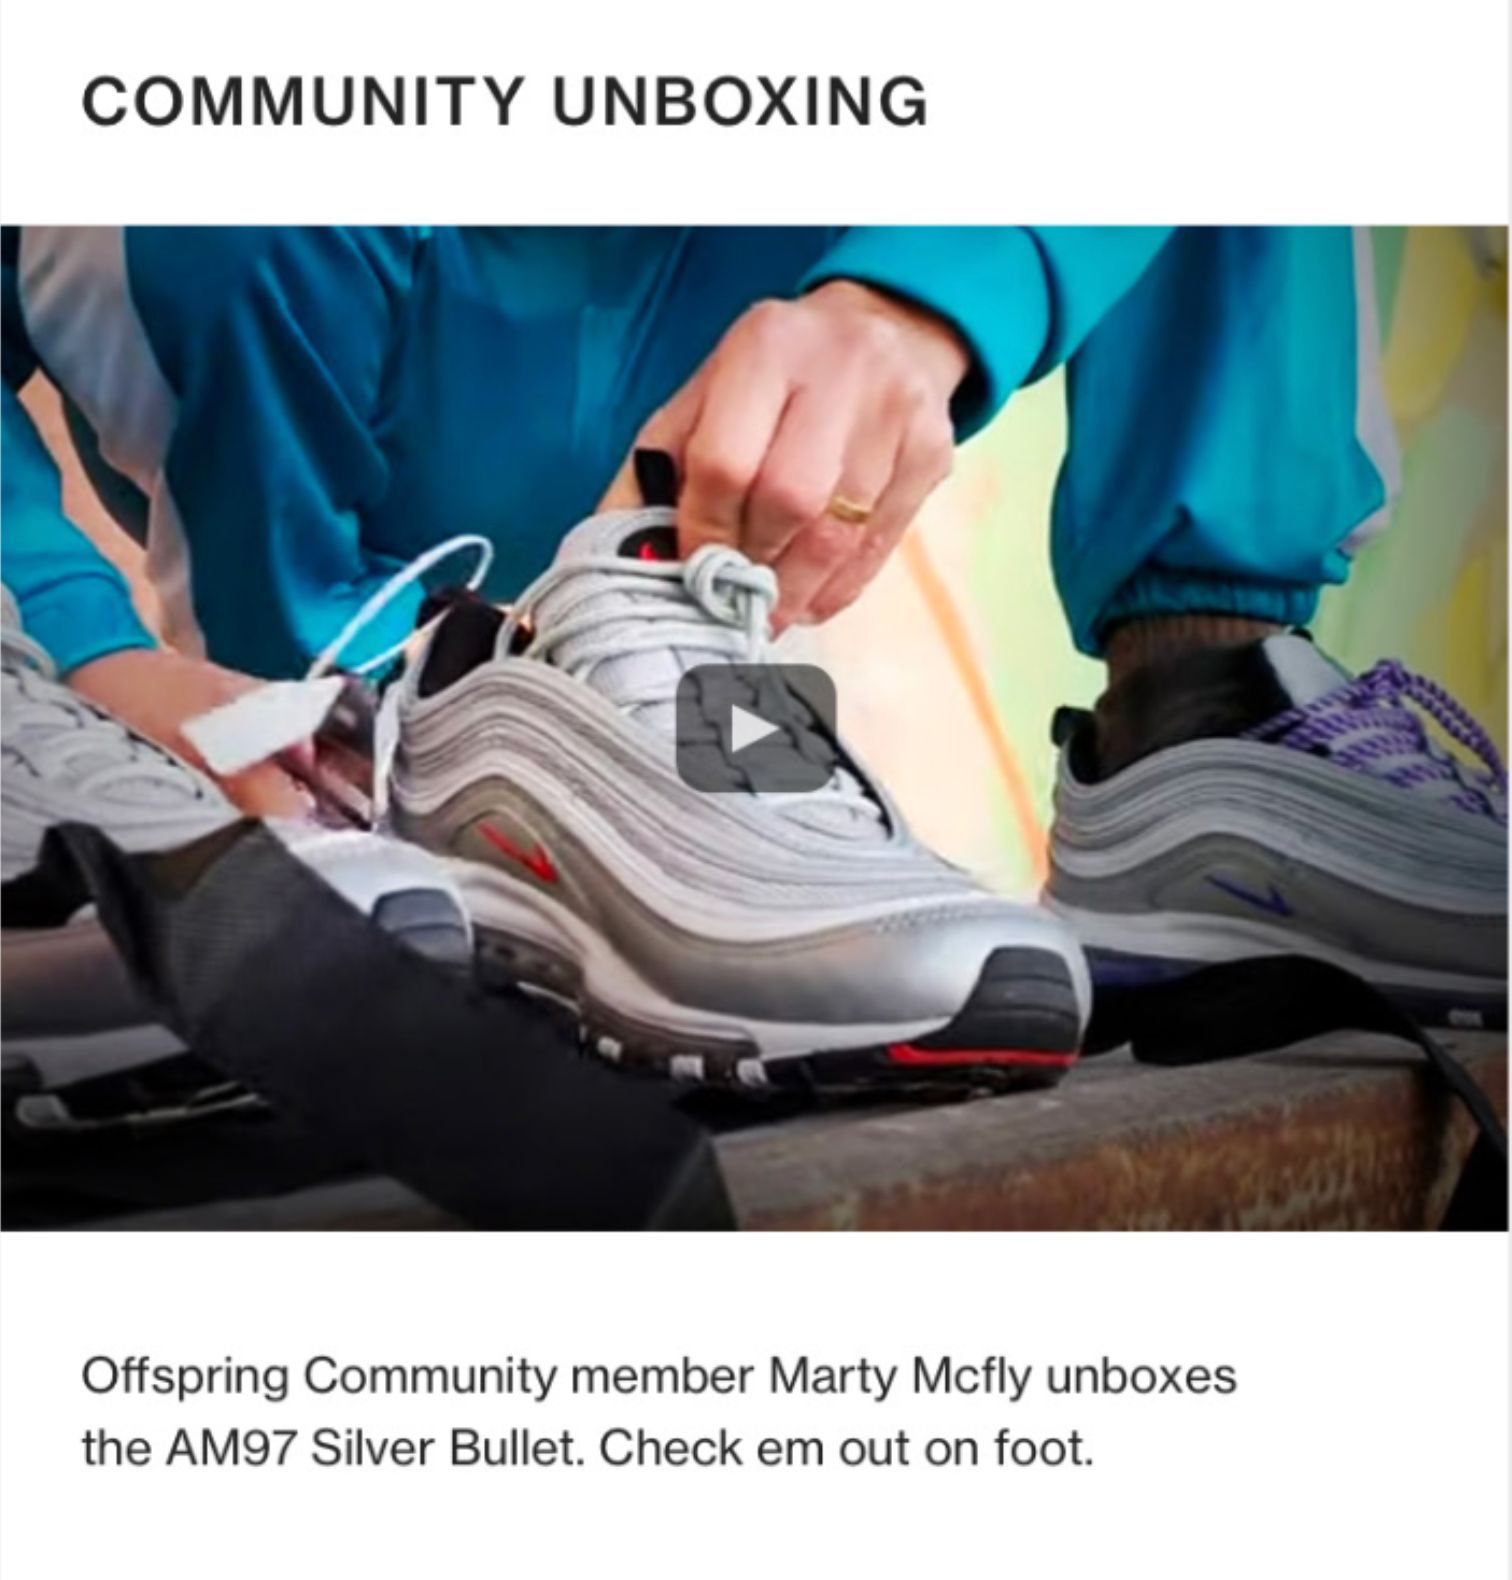 COMMUNITY UNBOXING
Offspring Community member Marty Mcfly unboxes
the AM97 Silver Bullet. Check em out on foot.